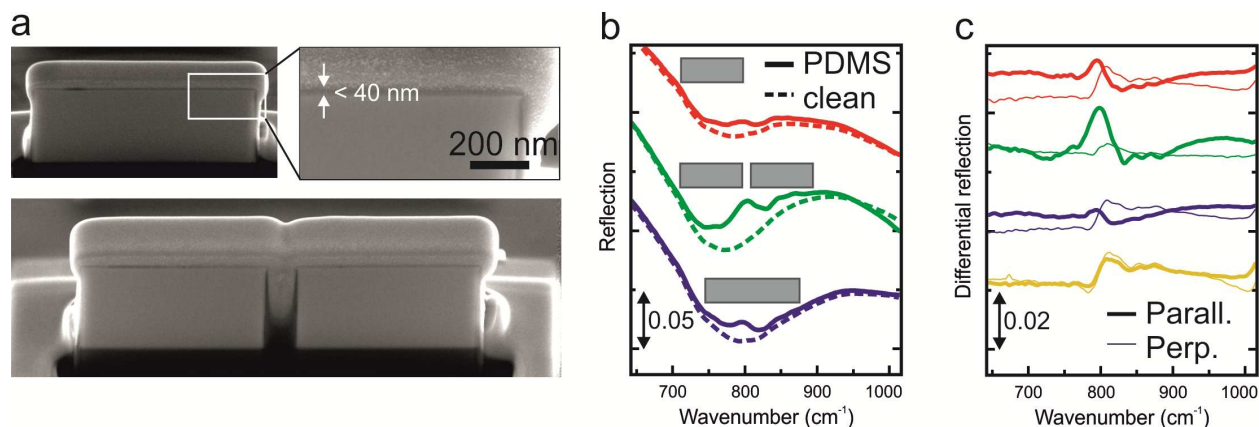 a
< 40 nm
200 nm
b
PDMS
clean
0.05
Reflection
700
800
900
1000
Wavenumber (cm⁻¹)
c
0.02
Parall.
Perp.
Differential reflection
700
800
900
1000
Wavenumber (cm⁻¹)